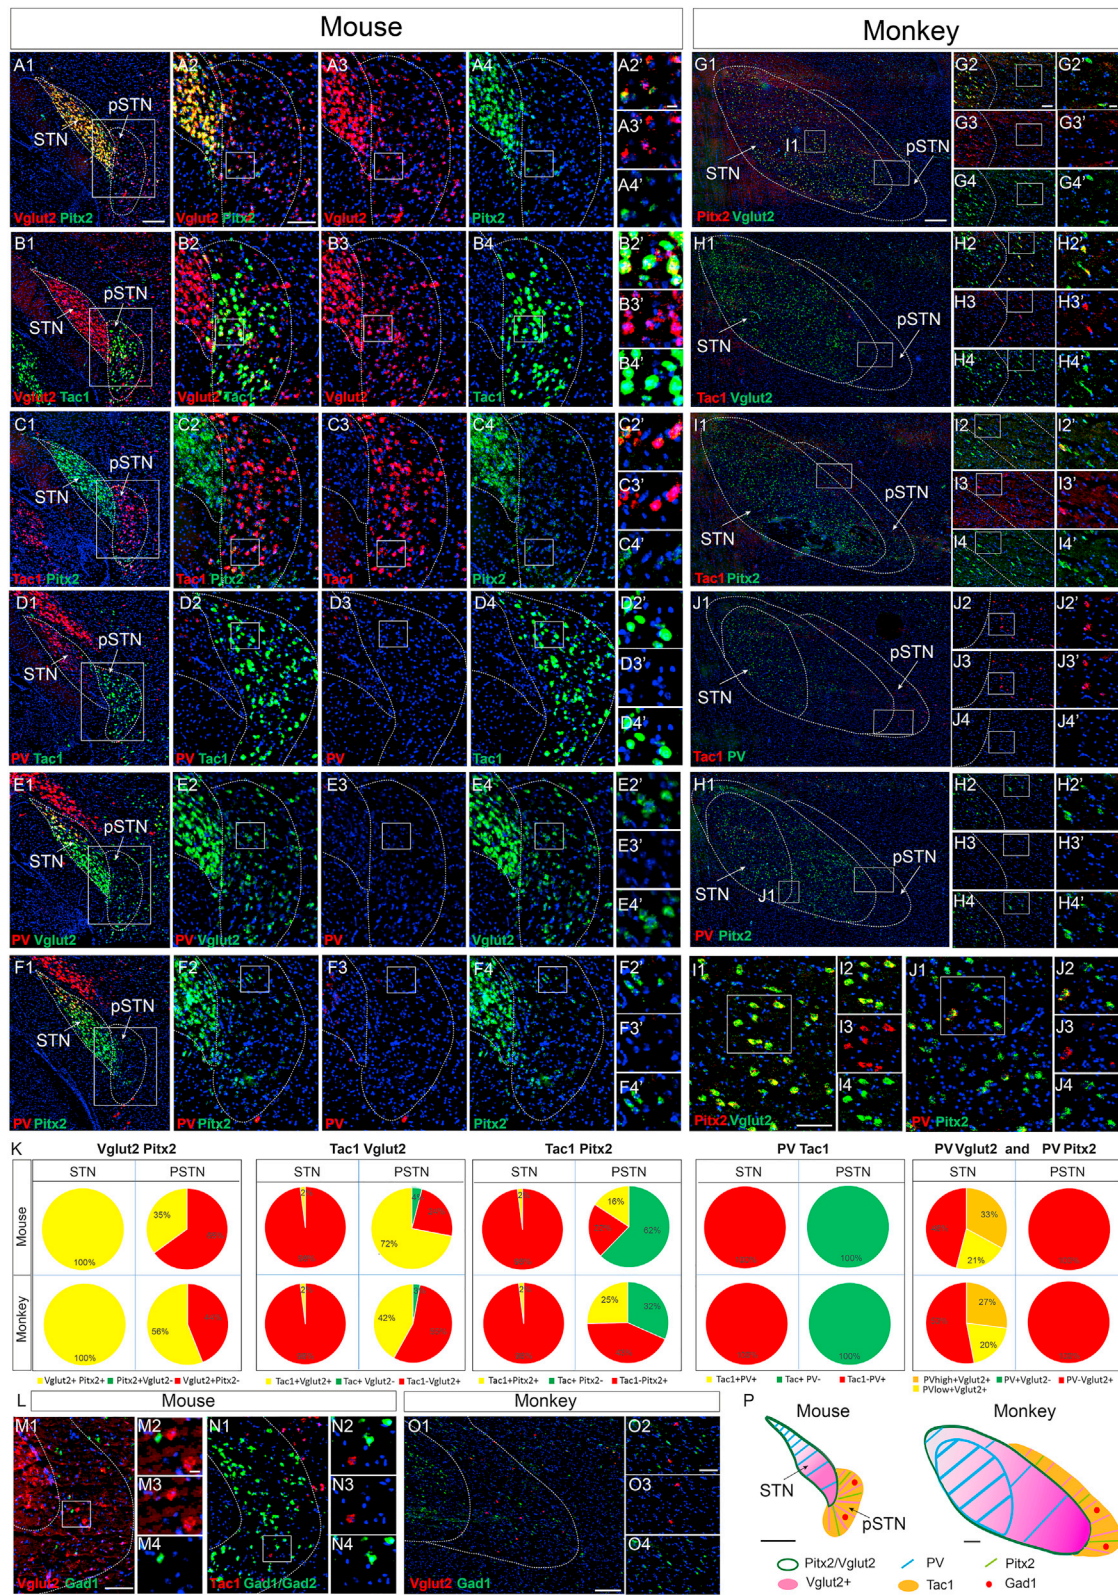 Mouse
Monkey
A1
pSTN
STN
Vglut2 Pitx2
A2
Vglut2 Pitx2
A3
Vglut2
A4
Pitx2
A2'
A3'
A4'
G1
I1
pSTN
STN
Pitx2 Vglut2
G2
G3
G4
G2'
G3'
G4'
B1
pSTN
STN
Vglut2 Tac1
B2
Vglut2 Tac1
B3
Vglut2
B4
Tac1
B2'
B3'
B4'
H1
pSTN
STN
Tac1 Vglut2
H2
H3
H4
H2'
H3'
H4'
C1
pSTN
STN
Tac1 Pitx2
C2
Tac1 Pitx2
C3
Tac1
C4
Pitx2
C2'
C3'
C4'
I1
pSTN
STN
Tac1 Pitx2
I2
I3
I4
I2'
I3'
I4'
D1
pSTN
STN
PV Tac1
D2
PV Tac1
D3
PV
D4
Tac1
D2'
D3'
D4'
J1
pSTN
STN
Tac1 PV
J2
J3
J4
J2'
J3'
J4'
E1
pSTN
STN
PV Vglut2
E2
PV Vglut2
E3
PV
E4
Vglut2
E2'
E3'
E4'
H1
pSTN
STN
J1
PV Pitx2
H2
H3
H4
H2'
H3'
H4'
F1
pSTN
STN
PV Pitx2
F2
PV Pitx2
F3
PV
F4
Pitx2
F2'
F3'
F4'
I1
Pitx2 Vglut2
I2
I3
I4
J1
PV Pitx2
J2
J3
J4
K
Vglut2 Pitx2
Tac1 Vglut2
Tac1 Pitx2
PV Tac1
PV Vglut2 and PV Pitx2
STN PSTN STN PSTN STN PSTN STN PSTN STN PSTN
Mouse
100%
35%
2%
4%
72%
2%
16%
62%
100%
33%
21%
Monkey
100%
56%
2%
42%
2%
25%
32%
100%
27%
20%
Vglut2+ Pitx2+ Pitx2+Vglut2- Vglut2+Pitx2-
Tac1+Vglut2+ Tac+ Vglut2- Tac1-Vglut2+
Tac1+Pitx2+ Tac+ Pitx2- Tac1-Pitx2+
Tac1+PV+ Tac+ PV- Tac1-PV+
PVhigh+Vglut2+ PV+Vglut2- PV-Vglut2+
PVlow+Vglut2+
L
Mouse
Monkey
M1
Vglut2 Gad1
M2
M3
M4
N1
Tac1 Gad1/Gad2
N2
N3
N4
O1
Vglut2 Gad1
O2
O3
O4
P
Mouse
Monkey
STN
pSTN
Pitx2/Vglut2 PV Pitx2
Vglut2+ Tac1 Gad1